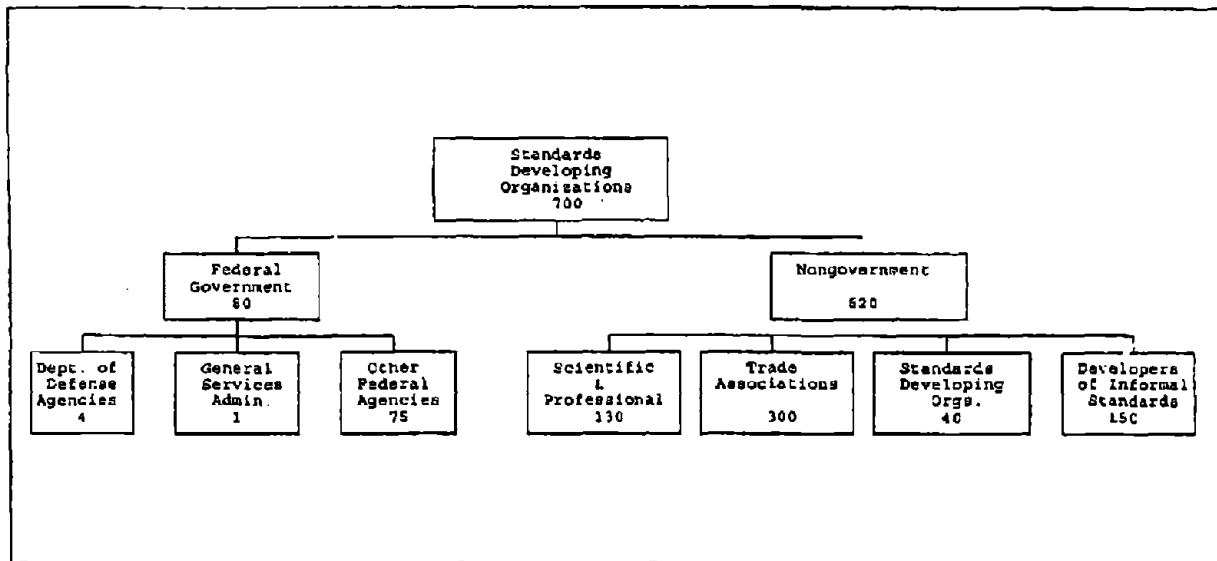 Standards
Developing
Organizations
700
Federal
Government
80
Nongovernment
620
Dept. of
Defense
Agencies
4
General
Services
Admin.
1
Other
Federal
Agencies
75
Scientific
&
Professional
130
Trade
Associations
300
Standards
Developing
Orgs.
40
Developers
of Informal
Standards
150